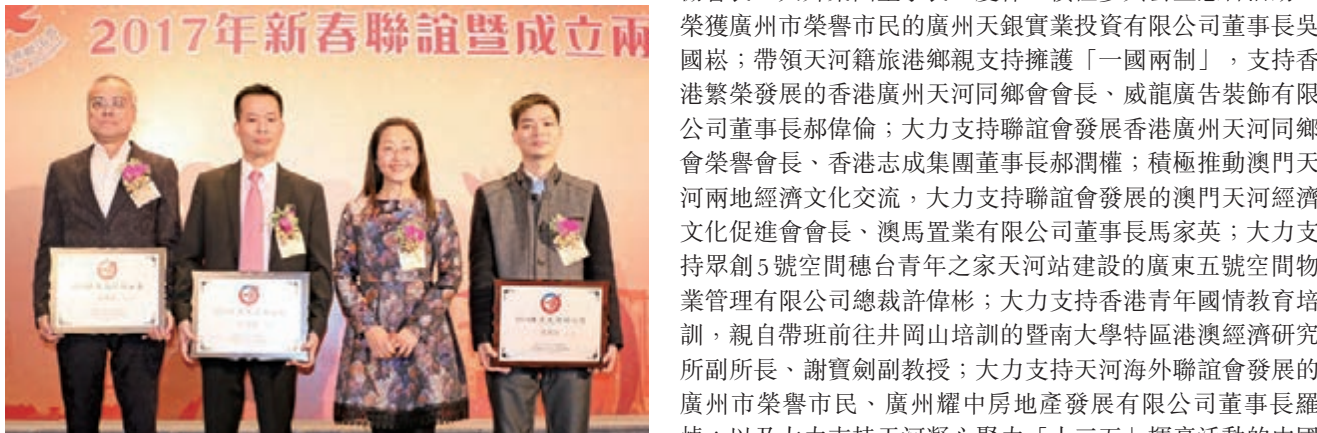 2017年新春聯誼暨成立兩
榮獲廣州市榮譽市民的廣州天銀實業投資有限公司董事長吳
國崧；帶領天河籍旅港鄉親支持擁護「一國兩制」，支持香
港繁榮發展的香港廣州天河同鄉會會長、威龍廣告裝飾有限
公司董事長郝偉倫；大力支持聯誼會發展香港廣州天河同鄉
會榮譽會長、香港志成集團董事長郝潤權；積極推動澳門天
河兩地經濟文化交流，大力支持聯誼會發展的澳門天河經濟
文化促進會會長、澳馬置業有限公司董事長馬家英；大力支
持眾創5號空間穗台青年之家天河站建設的廣東五號空間物
業管理有限公司總裁許偉彬；大力支持香港青年國情教育培
訓，親自帶班前往井岡山培訓的暨南大學特區港澳經濟研究
所副所長、謝寶劍副教授；大力支持天河海外聯誼會發展的
廣州市榮譽市民、廣州耀中房地產發展有限公司董事長羅